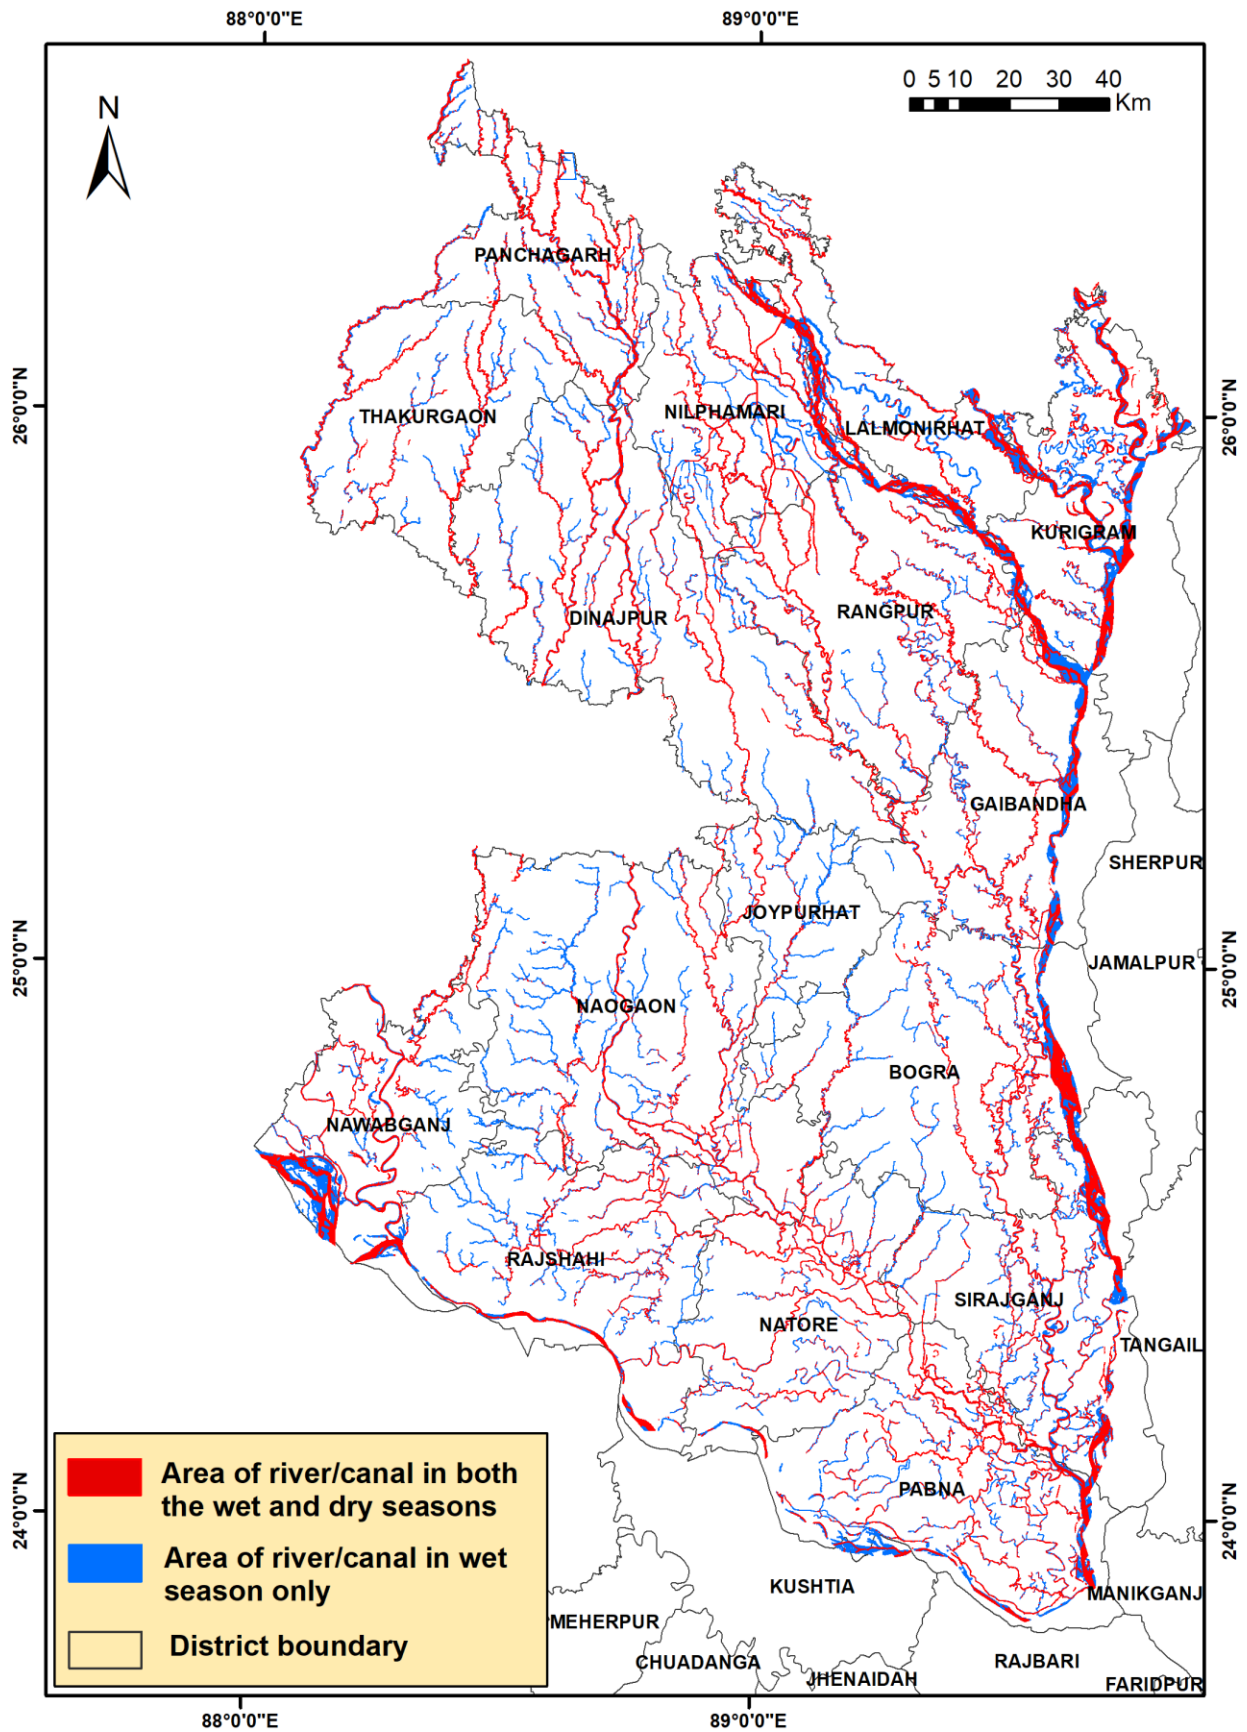 88°0'0"E
89°0'0"E
0 5 10 20 30 40
Km
N
PANCHAGARH
26°0'0"N
THAKURGAON
NILPHAMARI
LALMONIRHAT
26°0'0"N
KURIGRAM
DINAJPUR
RANGPUR
GAIBANDHA
SHERPUR
JOYPURHAT
25°0'0"N
JAMALPUR
25°0'0"N
NAOGAON
BOGRA
NAWABGANJ
RAJSHAHI
SIRAJGANJ
NATORE
TANGAIL
Area of river/canal in both
the wet and dry seasons
PABNA
24°0'0"N
24°0'0"N
Area of river/canal in wet
season only
KUSHTIA
MANIKGANJ
MEHERPUR
District boundary
CHUADANGA
RAJBARI
JHENAIDAH
FARIDPUR
88°0'0"E
89°0'0"E